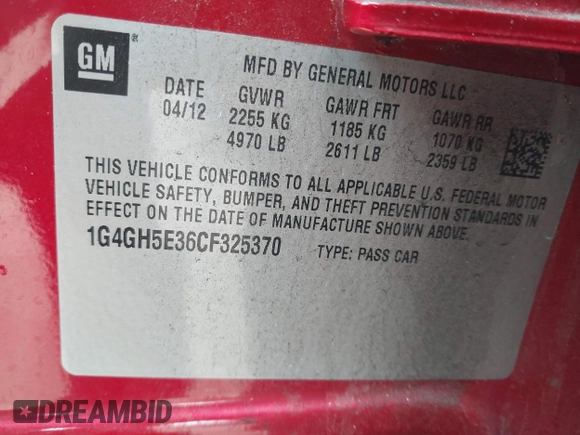 GM
MFD BY GENERAL MOTORS LLC
DATE GVWR GAWR FRT GAWR RR
04/12 2255 KG 1185 KG 1070 KG
4970 LB 2611 LB 2359 LB
THIS VEHICLE CONFORMS TO ALL APPLICABLE U.S. FEDERAL MOTOR
VEHICLE SAFETY, BUMPER, AND THEFT PREVENTION STANDARDS IN
EFFECT ON THE DATE OF MANUFACTURE SHOWN ABOVE.
1G4GH5E36CF325370 TYPE: PASS CAR
DREAMBID